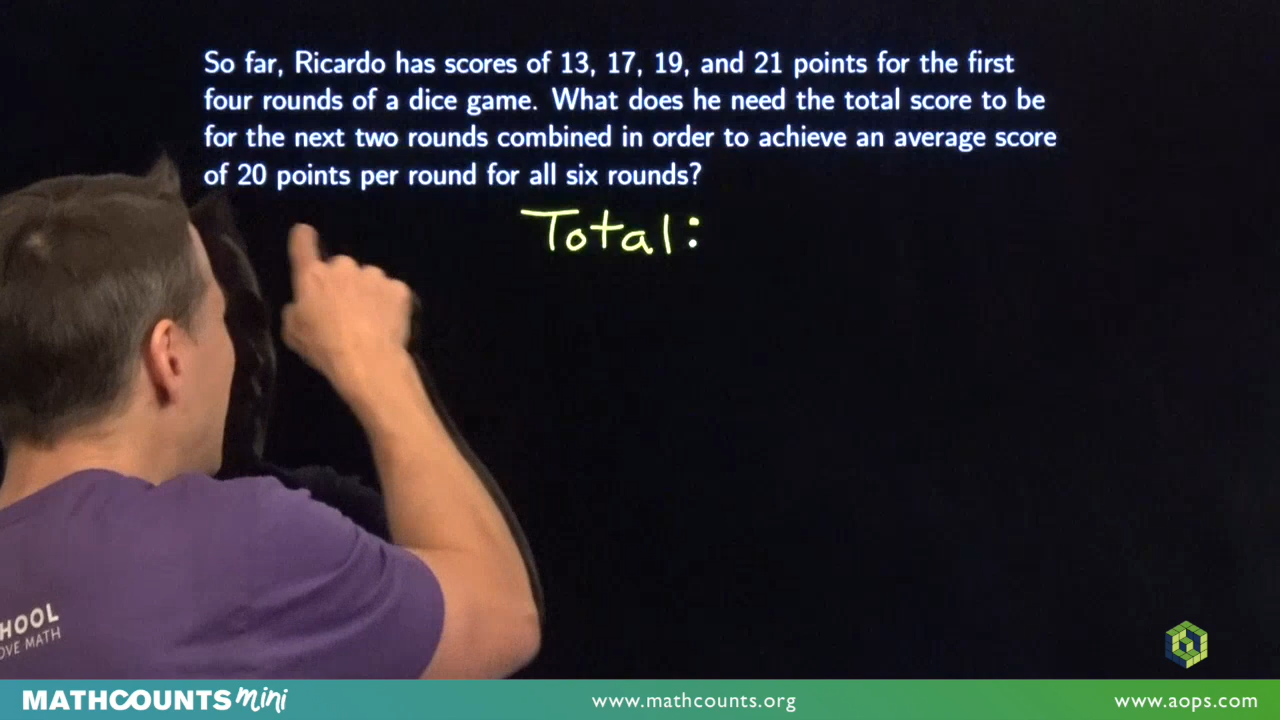 So far, Ricardo has scores of 13, 17, 19, and 21 points for the first
four rounds of a dice game. What does he need the total score to be
for the next two rounds combined in order to achieve an average score
of 20 points per round for all six rounds?
Total:
HOOL
OVE MATH
MATHCOUNTS mini
www.mathcounts.org
www.aops.com